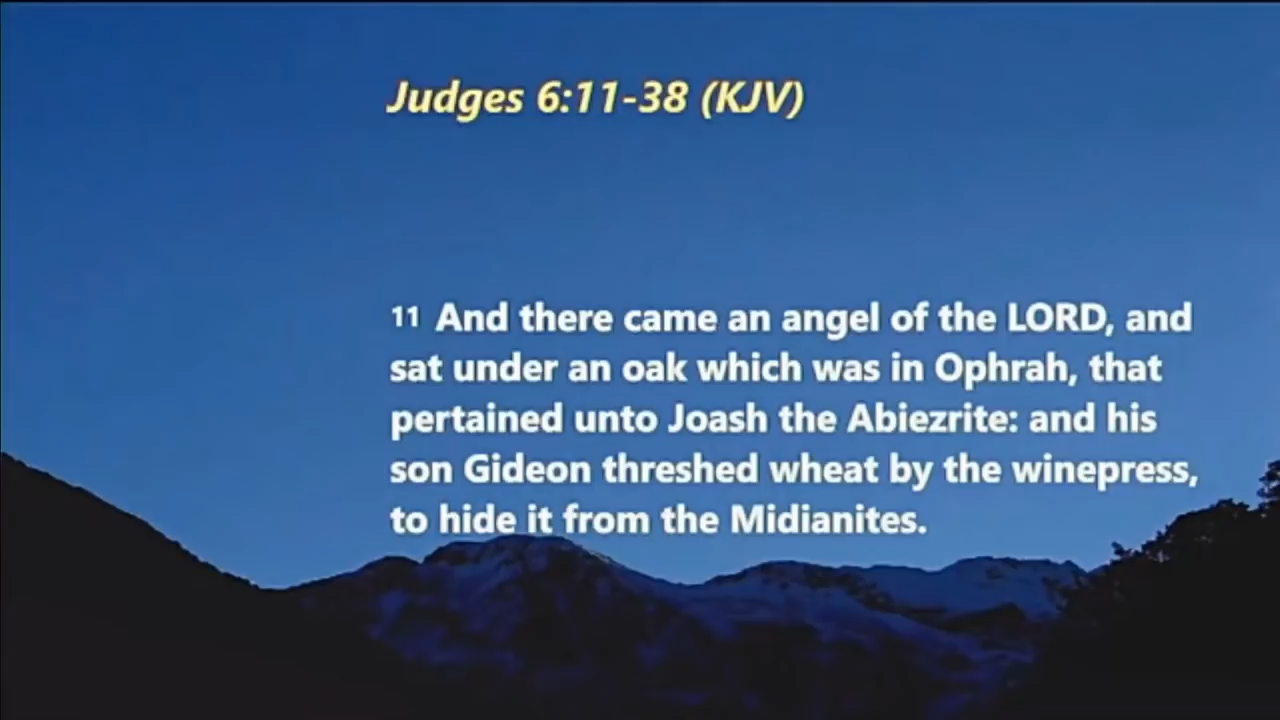 Judges 6:11-38 (KJV)
11 And there came an angel of the LORD, and
sat under an oak which was in Ophrah, that
pertained unto Joash the Abiezrite: and his
son Gideon threshed wheat by the winepress,
to hide it from the Midianites.